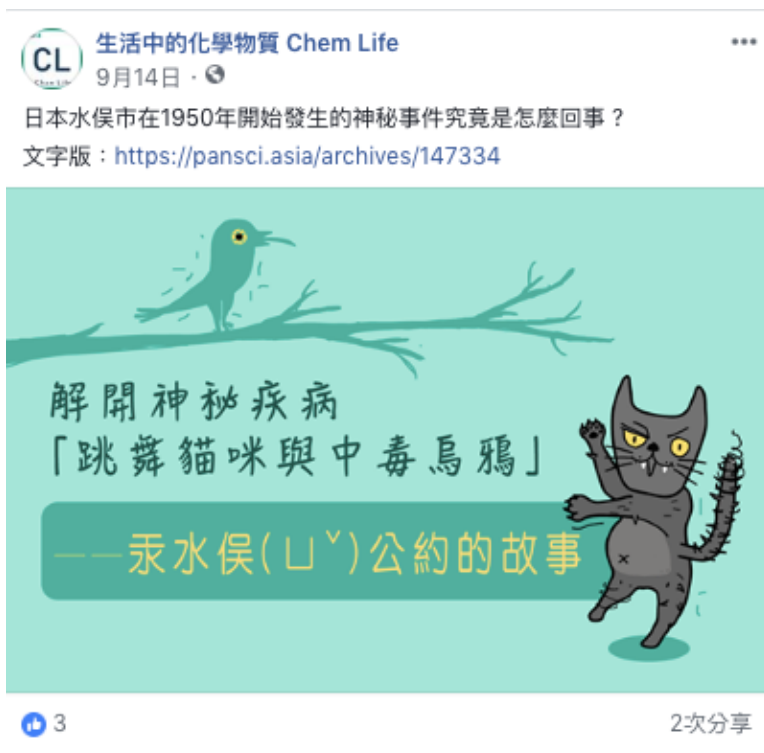 CL
Chem Life
生活中的化學物質 Chem Life
9月14日
日本水俁市在1950年開始發生的神秘事件究竟是怎麼回事？
文字版：https://pansci.asia/archives/147334
解開神秘疾病
「跳舞貓咪與中毒烏鴉」
——汞水俁(ㄩˇ)公約的故事
3
2次分享